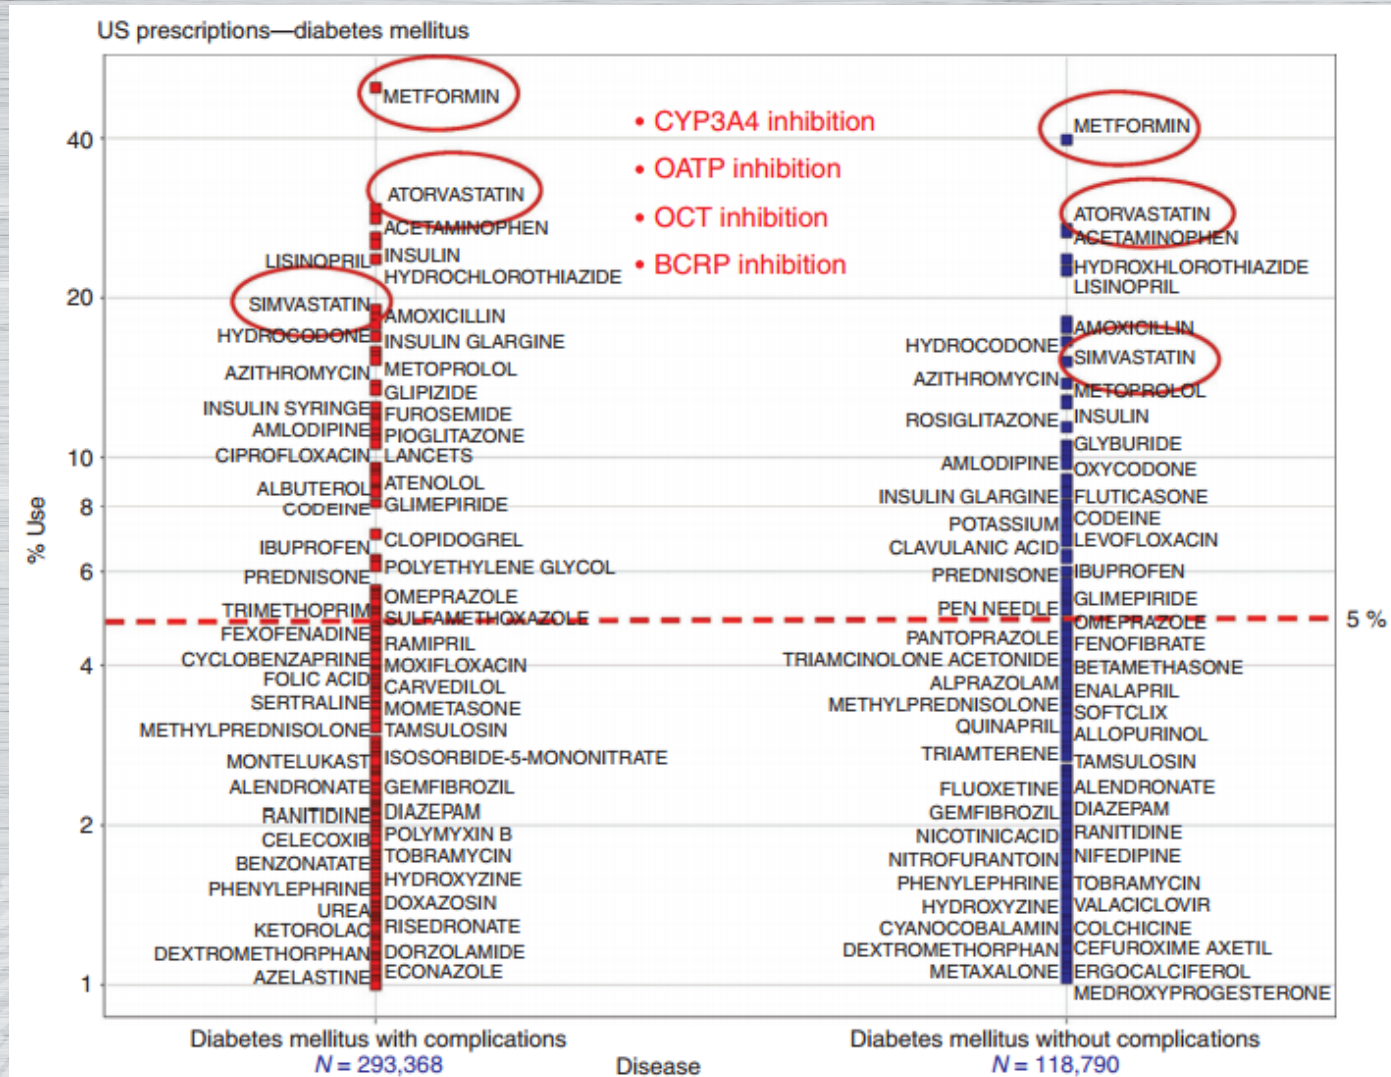 US prescriptions—diabetes mellitus
% Use
40
20
10
8
6
4
2
1
METFORMIN
ATORVASTATIN
ACETAMINOPHEN
LISINOPRIL
INSULIN
HYDROCHLOROTHIAZIDE
SIMVASTATIN
AMOXICILLIN
HYDROCODONE
INSULIN GLARGINE
AZITHROMYCIN
METOPROLOL
GLIPIZIDE
INSULIN SYRINGE
FUROSEMIDE
AMLODIPINE
PIOGLITAZONE
CIPROFLOXACIN
LANCETS
ALBUTEROL
ATENOLOL
CODEINE
GLIMEPIRIDE
IBUPROFEN
CLOPIDOGREL
PREDNISONE
POLYETHYLENE GLYCOL
OMEPRAZOLE
TRIMETHOPRIM
SULFAMETHOXAZOLE
FEXOFENADINE
RAMIPRIL
CYCLOBENZAPRINE
MOXIFLOXACIN
FOLIC ACID
CARVEDILOL
SERTRALINE
MOMETASONE
METHYLPREDNISOLONE
TAMSULOSIN
MONTELUKAST
ISOSORBIDE-5-MONONITRATE
ALENDRONATE
GEMFIBROZIL
RANITIDINE
DIAZEPAM
CELECOXIB
POLYMYXIN B
BENZONATATE
TOBRAMYCIN
PHENYLEPHRINE
HYDROXYZINE
UREA
DOXAZOSIN
KETOROLAC
RISEDRONATE
DEXTROMETHORPHAN
DORZOLAMIDE
AZELASTINE
ECONAZOLE
• CYP3A4 inhibition
• OATP inhibition
• OCT inhibition
• BCRP inhibition
METFORMIN
ATORVASTATIN
ACETAMINOPHEN
HYDROXHLOROTHIAZIDE
LISINOPRIL
AMOXICILLIN
HYDROCODONE
SIMVASTATIN
AZITHROMYCIN
METOPROLOL
ROSIGLITAZONE
INSULIN
GLYBURIDE
AMLODIPINE
OXYCODONE
INSULIN GLARGINE
FLUTICASONE
POTASSIUM
CODEINE
CLAVULANIC ACID
LEVOFLOXACIN
PREDNISONE
IBUPROFEN
PEN NEEDLE
GLIMEPIRIDE
OMEPRAZOLE
5 %
PANTOPRAZOLE
FENOFIBRATE
TRIAMCINOLONE ACETONIDE
BETAMETHASONE
ALPRAZOLAM
ENALAPRIL
METHYLPREDNISOLONE
SOFTCLIX
QUINAPRIL
ALLOPURINOL
TRIAMTERENE
TAMSULOSIN
FLUOXETINE
ALENDRONATE
GEMFIBROZIL
DIAZEPAM
NICOTINICACID
RANITIDINE
NITROFURANTOIN
NIFEDIPINE
PHENYLEPHRINE
TOBRAMYCIN
HYDROXYZINE
VALACICLOVIR
CYANOCOBALAMIN
COLCHICINE
DEXTROMETHORPHAN
CEFUROXIME AXETIL
METAXALONE
ERGOCALCIFEROL
MEDROXYPROGESTERONE
Diabetes mellitus with complications
N = 293,368
Disease
Diabetes mellitus without complications
N = 118,790